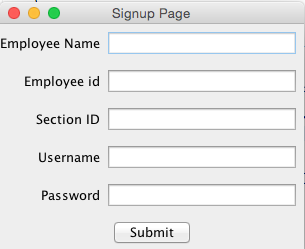 Signup Page
Employee Name
Employee id
Section ID
Username
Password
Submit